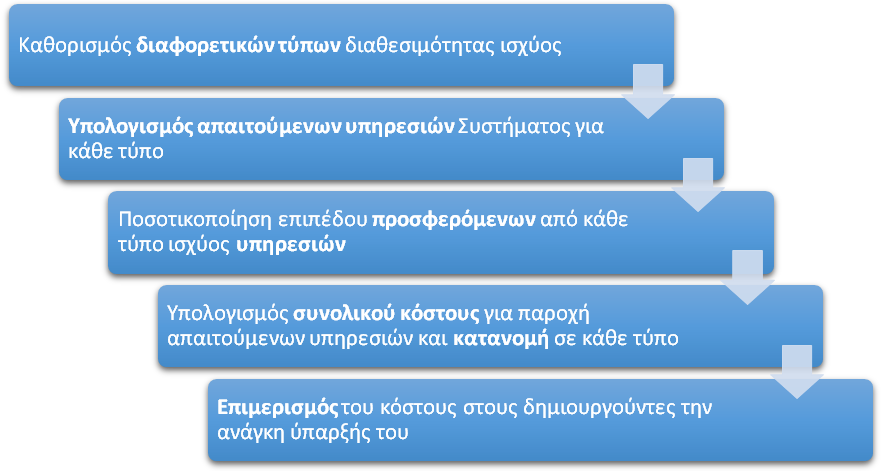 Καθορισμός διαφορετικών τύπων διαθεσιμότητας ισχύος
Υπολογισμός απαιτούμενων υπηρεσιών Συστήματος για
κάθε τύπο
Ποσοτικοποίηση επιπέδου προσφερόμενων από κάθε
τύπο ισχύος υπηρεσιών
Υπολογισμός συνολικού κόστους για παροχή
απαιτούμενων υπηρεσιών και κατανομή σε κάθε τύπο
Επιμερισμός του κόστους στους δημιουργούντες την
ανάγκη ύπαρξής του